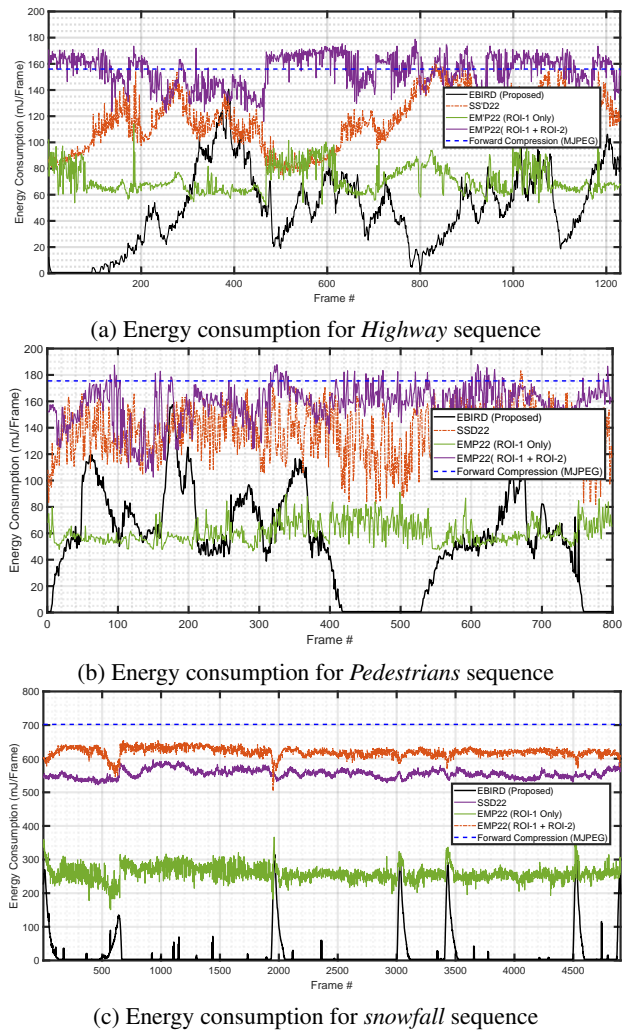 200
180
160
140
120
100
80
60
40
20
0
Energy Consumption (mJ/Frame)
EBIRD (Proposed)
SS'D22
EM'P22 (ROI-1 Only)
EM'P22( ROI-1 + ROI-2)
Forward Compression (MJPEG)
200 400 600 800 1000 1200
Frame #
(a) Energy consumption for Highway sequence
200
180
160
140
120
100
80
60
40
20
0
Energy Consumption (mJ/Frame)
EBIRD (Proposed)
SSD22
EMP22 (ROI-1 Only)
EMP22( ROI-1 + ROI-2)
Forward Compression (MJPEG)
0 100 200 300 400 500 600 700 800
Frame #
(b) Energy consumption for Pedestrians sequence
800
700
600
500
400
300
200
100
0
Energy Consumption (mJ/Frame)
EBIRD (Proposed)
SSD22
EMP22 (ROI-1 Only)
EMP22( ROI-1 + ROI-2)
Forward Compression (MJPEG)
500 1000 1500 2000 2500 3000 3500 4000 4500
Frame #
(c) Energy consumption for snowfall sequence